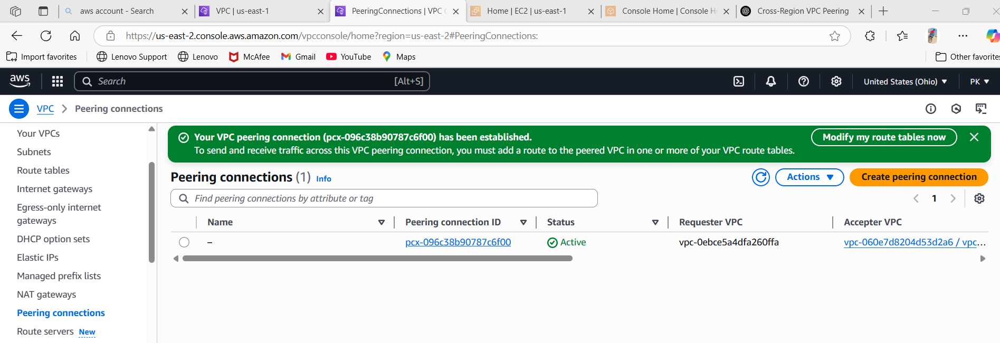 aws account - Search
VPC | us-east-1
PeeringConnections | VPC
Home | EC2 | us-east-1
Console Home | Console
Cross-Region VPC Peering
https://us-east-2.console.aws.amazon.com/vpcconsole/home?region=us-east-2#PeeringConnections:
Import favorites
Lenovo Support
Lenovo
McAfee
Gmail
YouTube
Maps
Other favorites
aws
Search
[Alt+S]
United States (Ohio)
PK
VPC
Peering connections
Your VPCs
Subnets
Route tables
Internet gateways
Egress-only internet
gateways
DHCP option sets
Elastic IPs
Managed prefix lists
NAT gateways
Peering connections
Route servers New
Your VPC peering connection (pcx-096c38b90787c6f00) has been established.
To send and receive traffic across this VPC peering connection, you must add a route to the peered VPC in one or more of your VPC route tables.
Modify my route tables now
Peering connections (1) Info
Actions
Create peering connection
Find peering connections by attribute or tag
1
Name
Peering connection ID
Status
Requester VPC
Accepter VPC
–
pcx-096c38b90787c6f00
Active
vpc-0ebce5a4dfa260ffa
vpc-060e7d8204d53d2a6 / vpc...